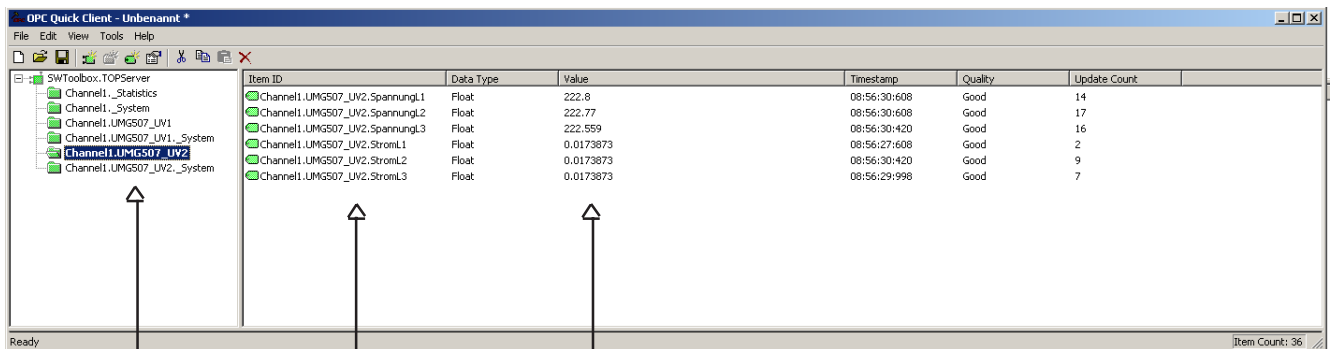 OPC Quick Client - Unbenannt *
File Edit View Tools Help
SWToolbox.TOPServer
Channel1._Statistics
Channel1._System
Channel1.UMG507_UV1
Channel1.UMG507_UV1._System
Channel1.UMG507_UV2
Channel1.UMG507_UV2._System
Item ID Data Type Value Timestamp Quality Update Count
Channel1.UMG507_UV2.SpannungL1 Float 222.8 08:56:30:608 Good 14
Channel1.UMG507_UV2.SpannungL2 Float 222.77 08:56:30:608 Good 17
Channel1.UMG507_UV2.SpannungL3 Float 222.559 08:56:30:420 Good 16
Channel1.UMG507_UV2.StromL1 Float 0.0173873 08:56:27:608 Good 2
Channel1.UMG507_UV2.StromL2 Float 0.0173873 08:56:30:420 Good 9
Channel1.UMG507_UV2.StromL3 Float 0.0173873 08:56:29:998 Good 7
Ready Item Count: 36